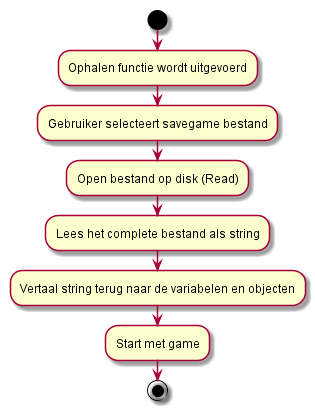 Ophalen functie wordt uitgevoerd
Gebruiker selecteert savegame bestand
Open bestand op disk (Read)
Lees het complete bestand als string
Vertaal string terug naar de variabelen en objecten
Start met game